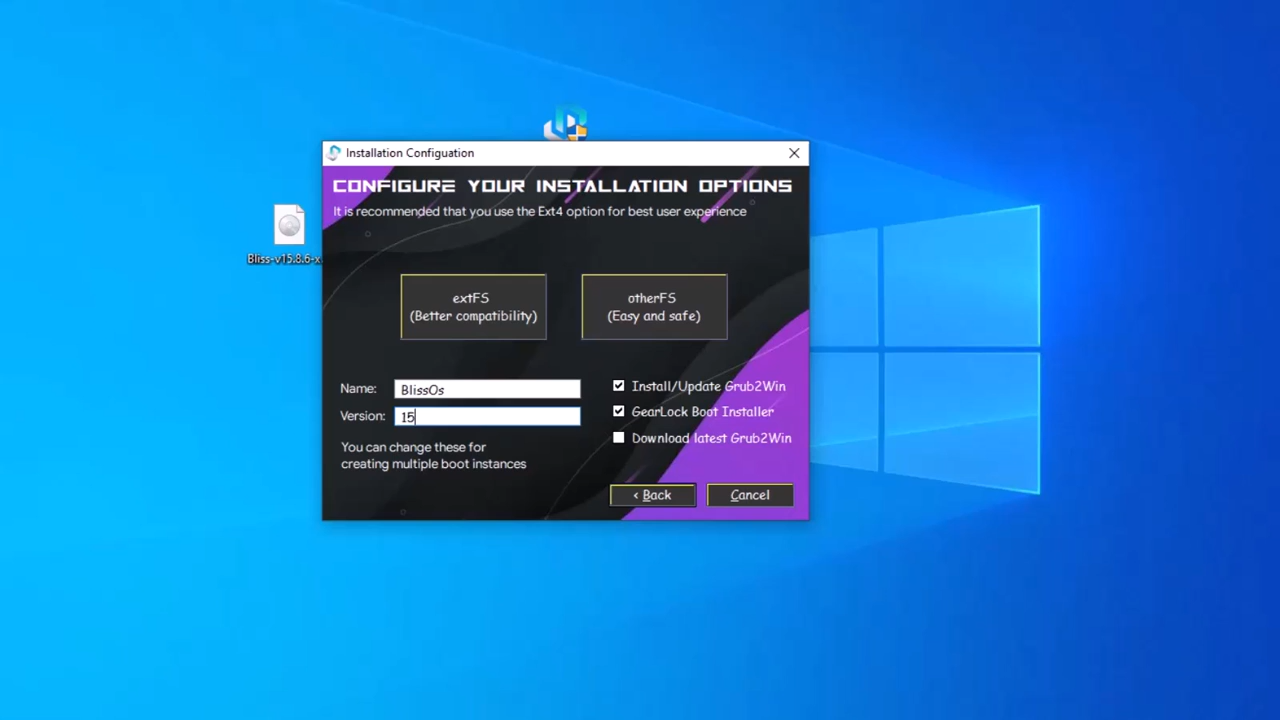 Installation Configuation
CONFIGURE YOUR INSTALLATION OPTIONS
It is recommended that you use the Ext4 option for best user experience
Bliss-v15.8.6-x
extFS
(Better compatibility)
otherFS
(Easy and safe)
Name: BlissOs
Version: 15
You can change these for
creating multiple boot instances
Install/Update Grub2Win
GearLock Boot Installer
Download latest Grub2Win
< Back
Cancel